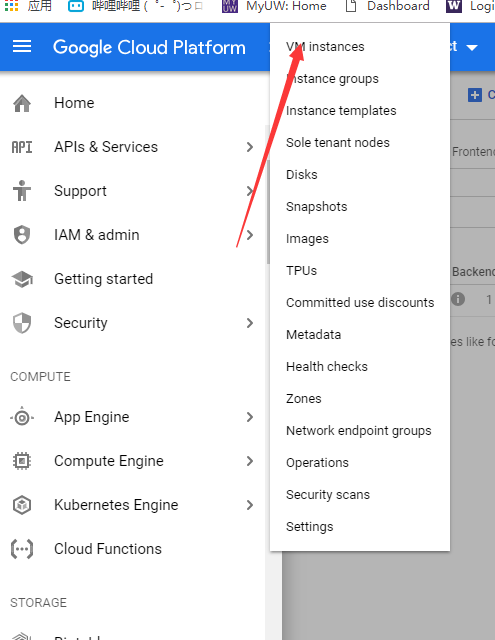 应用
哔哩哔哩 ( ゜- ゜)つロ
MyUW: Home
Dashboard
W
Login
Google Cloud Platform
ct
Home
API
APIs & Services
Support
IAM & admin
Getting started
Security
COMPUTE
App Engine
Compute Engine
Kubernetes Engine
Cloud Functions
STORAGE
VM instances
Instance groups
Instance templates
Sole tenant nodes
Disks
Snapshots
Images
TPUs
Committed use discounts
Metadata
Health checks
Zones
Network endpoint groups
Operations
Security scans
Settings
C
Frontend
Backend
1
es like fo